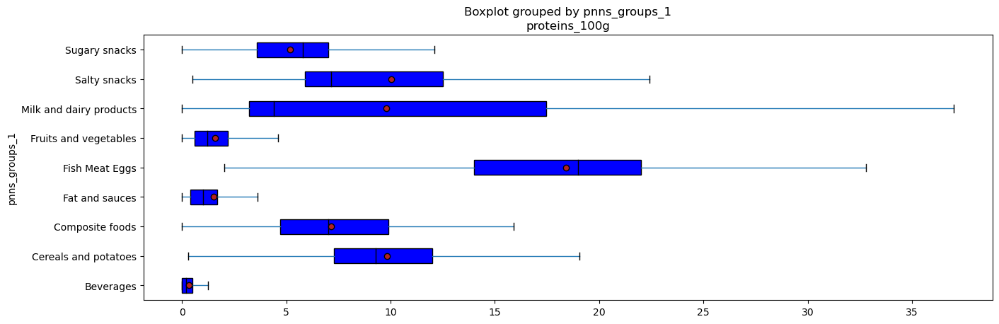 Boxplot grouped by pnns_groups_1
proteins_100g
pnns_groups_1
Sugary snacks
Salty snacks
Milk and dairy products
Fruits and vegetables
Fish Meat Eggs
Fat and sauces
Composite foods
Cereals and potatoes
Beverages
0 5 10 15 20 25 30 35